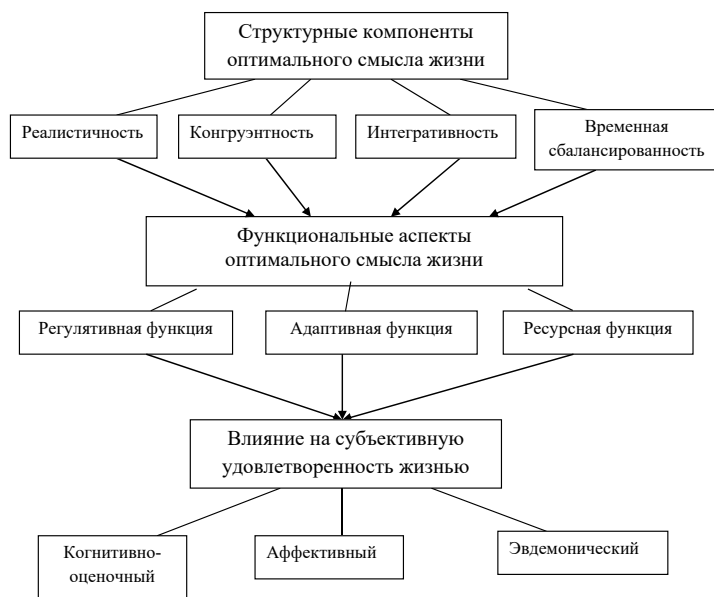 Структурные компоненты
оптимального смысла жизни
Реалистичность
Конгруэнтность
Интегративность
Временная
сбалансированность
Функциональные аспекты
оптимального смысла жизни
Регулятивная функция
Адаптивная функция
Ресурсная функция
Влияние на субъективную
удовлетворенность жизнью
Когнитивно-
оценочный
Аффективный
Эвдемонический